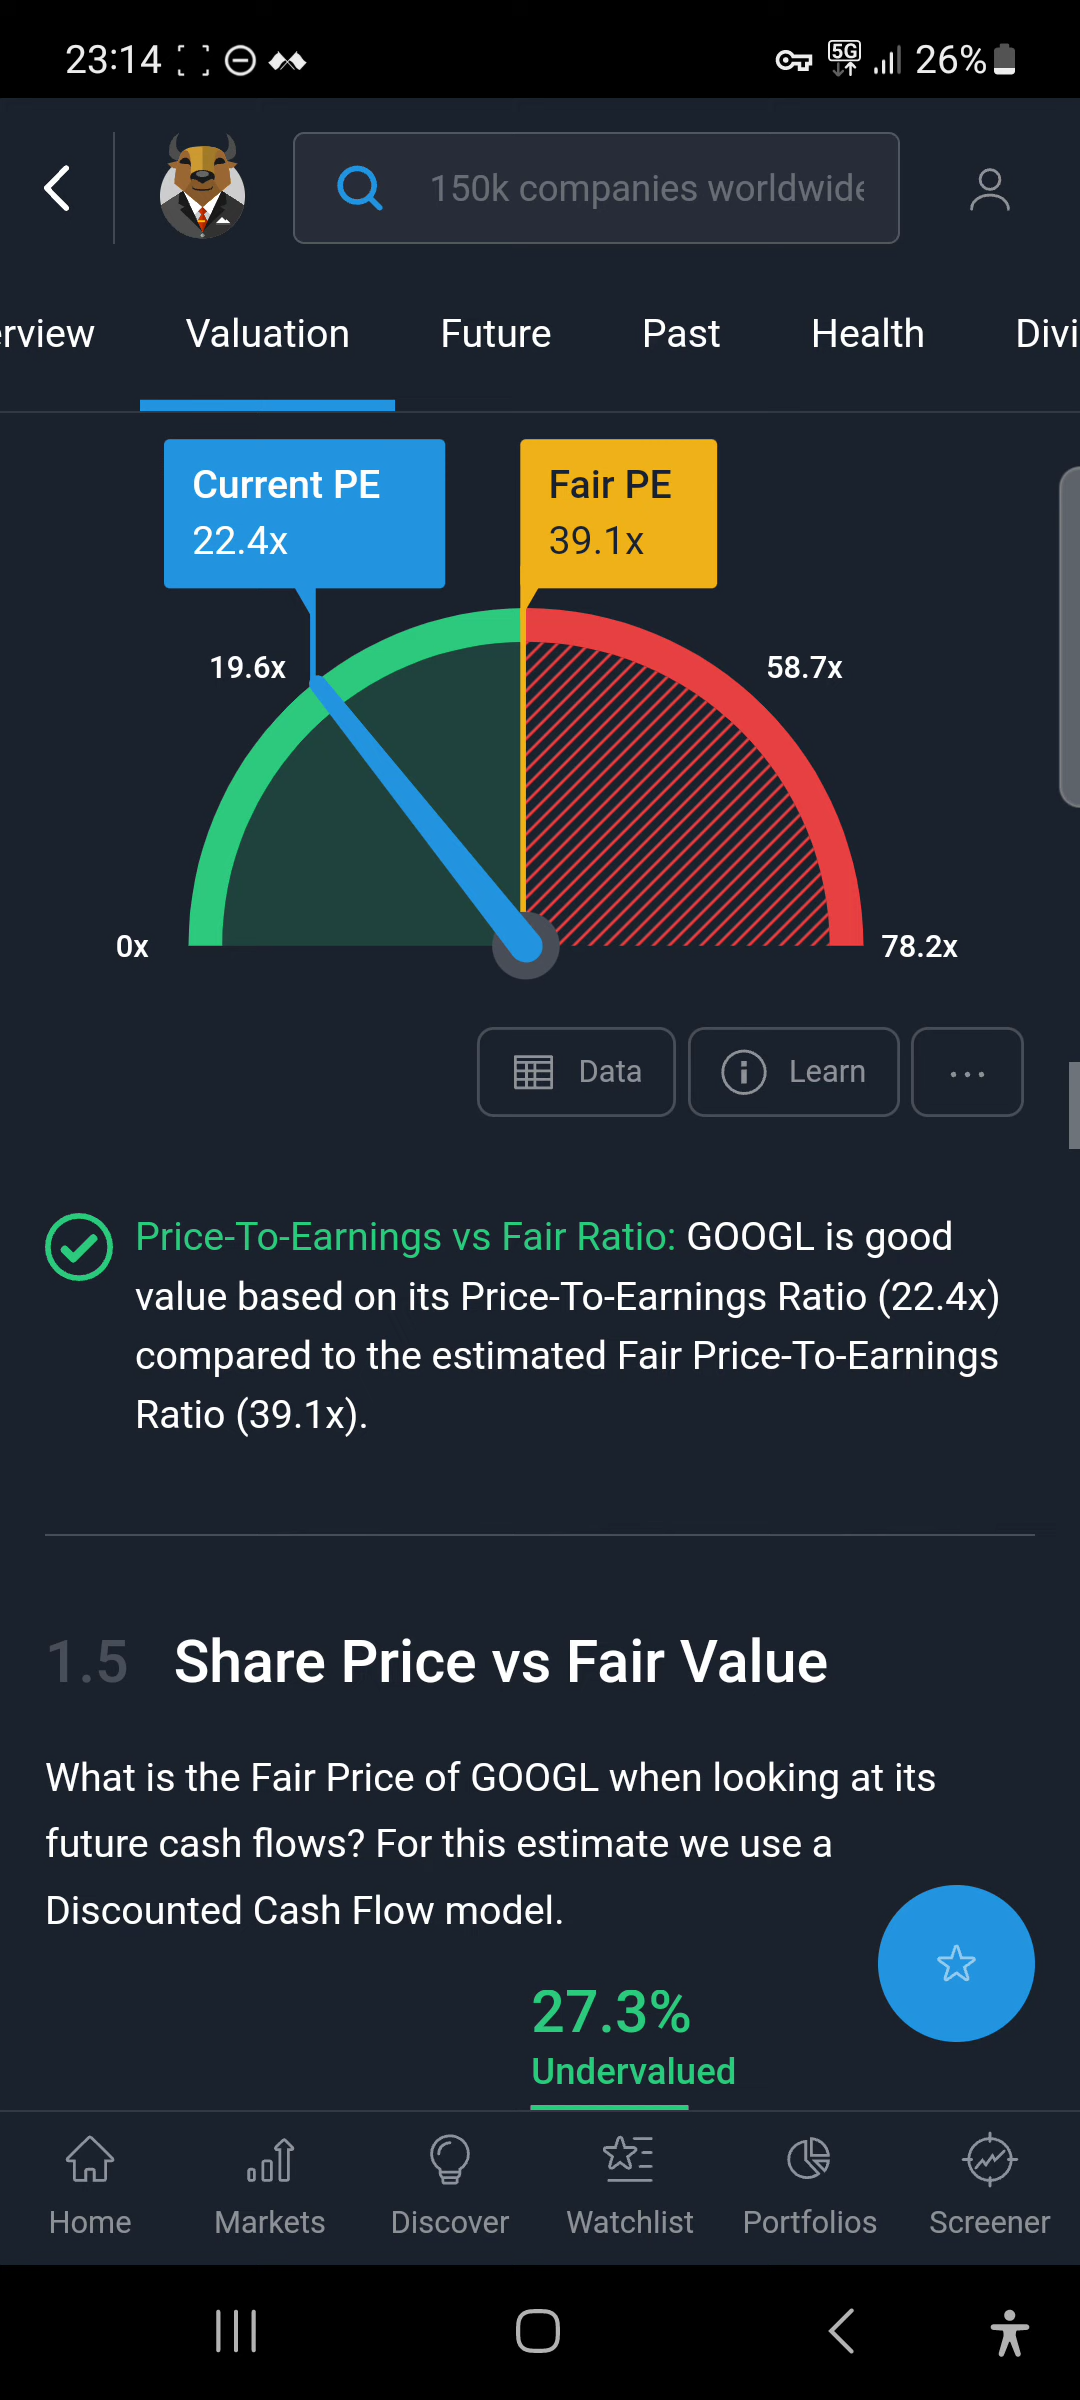 23:14
5G
26%
150k companies worldwide
rview
Valuation
Future
Past
Health
Divi
Current PE
22.4x
Fair PE
39.1x
19.6x
58.7x
0x
78.2x
Data
Learn
...
Price-To-Earnings vs Fair Ratio: GOOGL is good
value based on its Price-To-Earnings Ratio (22.4x)
compared to the estimated Fair Price-To-Earnings
Ratio (39.1x).
1.5 Share Price vs Fair Value
What is the Fair Price of GOOGL when looking at its
future cash flows? For this estimate we use a
Discounted Cash Flow model.
27.3%
Undervalued
Home
Markets
Discover
Watchlist
Portfolios
Screener